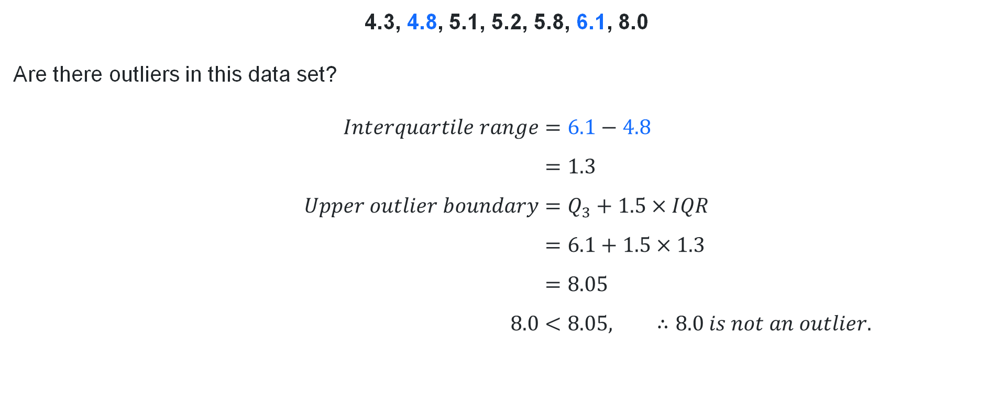 4.3, 4.8, 5.1, 5.2, 5.8, 6.1, 8.0
Are there outliers in this data set?
Interquartile range = 6.1 − 4.8
= 1.3
Upper outlier boundary = Q₃ + 1.5 × IQR
= 6.1 + 1.5 × 1.3
= 8.05
8.0 < 8.05, ∴ 8.0 is not an outlier.